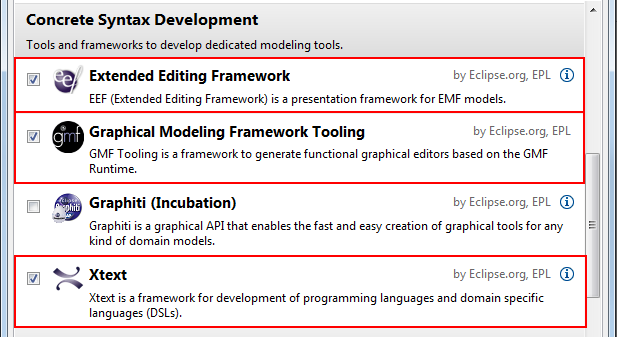 Concrete Syntax Development
Tools and frameworks to develop dedicated modeling tools.
Extended Editing Framework by Eclipse.org, EPL
EEF (Extended Editing Framework) is a presentation framework for EMF models.
Graphical Modeling Framework Tooling by Eclipse.org, EPL
GMF Tooling is a framework to generate functional graphical editors based on the GMF
Runtime.
Graphiti (Incubation) by Eclipse.org, EPL
Graphiti is a graphical API that enables the fast and easy creation of graphical tools for any
kind of domain models.
Xtext by Eclipse.org, EPL
Xtext is a framework for development of programming languages and domain specific
languages (DSLs).